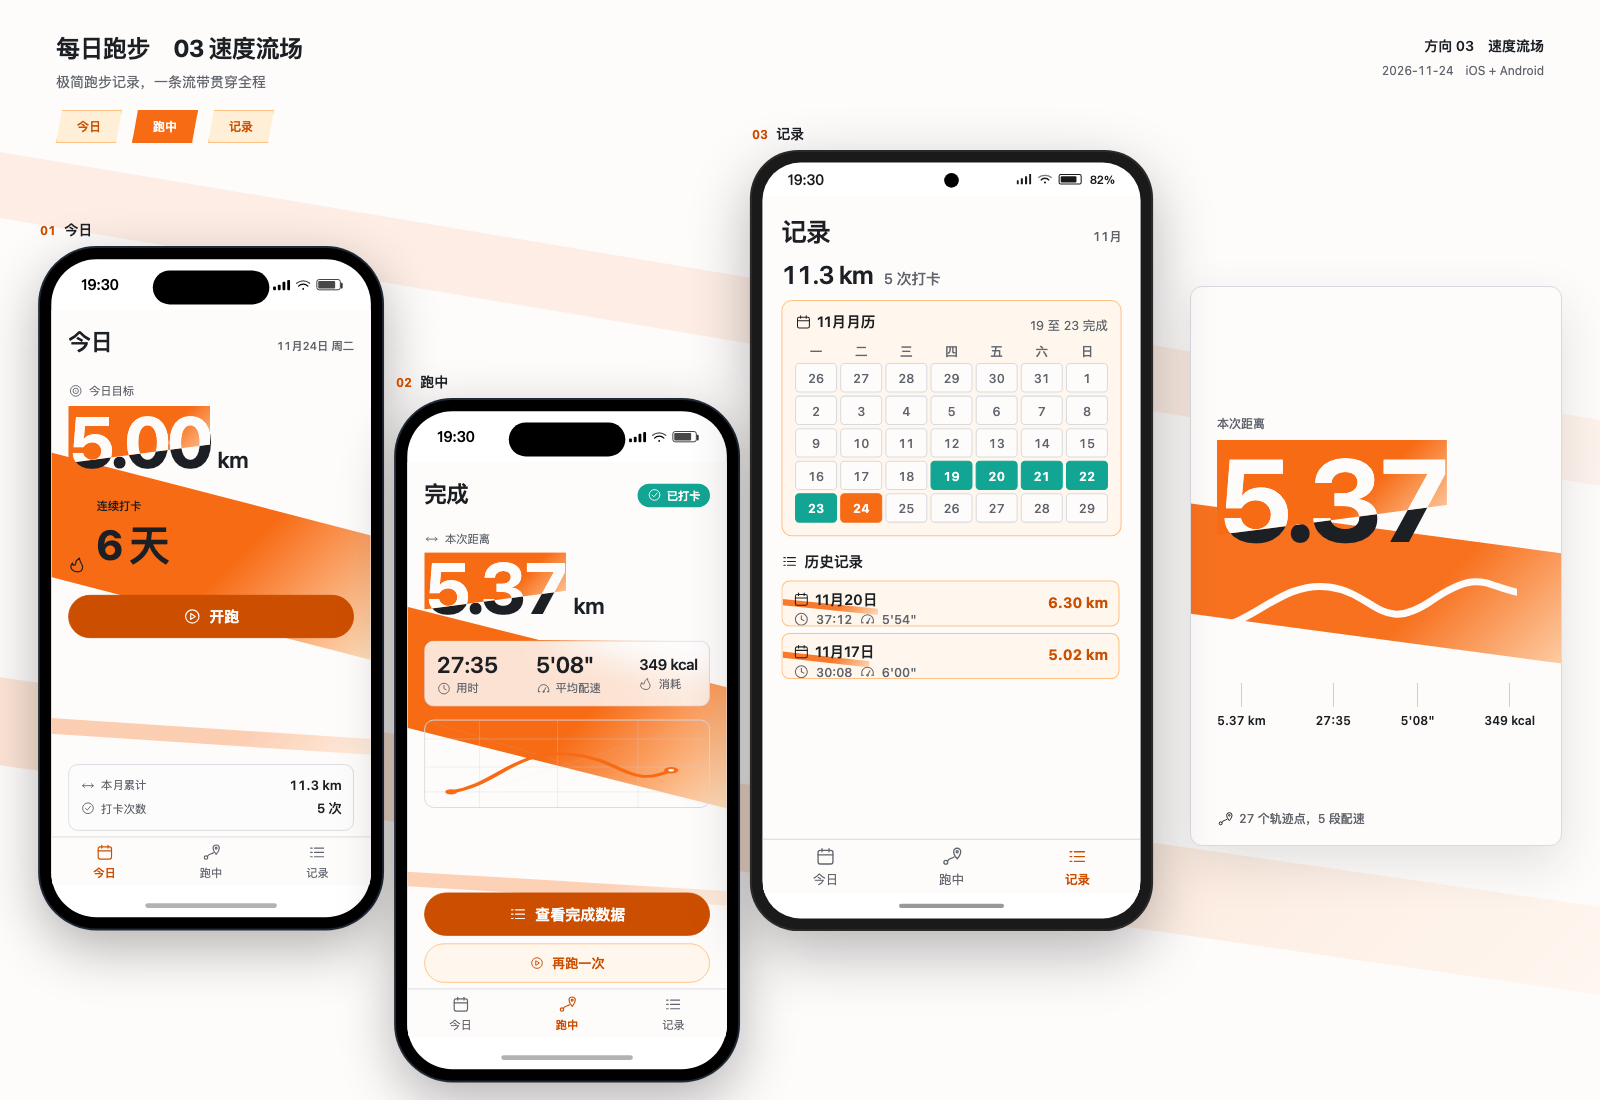 每日跑步 03 速度流场
极简跑步记录，一条流带贯穿全程
今日 跑中 记录
方向 03 速度流场
2026-11-24 iOS + Android
01 今日
19:30
今日
11月24日 周二
今日目标
5.00 km
连续打卡
6 天
开跑
本月累计 11.3 km
打卡次数 5 次
今日 跑中 记录
02 跑中
19:30
完成
已打卡
本次距离
5.37 km
27:35 5'08" 349 kcal
用时 平均配速 消耗
查看完成数据
再跑一次
今日 跑中 记录
03 记录
19:30 82%
记录 11月
11.3 km 5 次打卡
11月月历 19 至 23 完成
一 二 三 四 五 六 日
26 27 28 29 30 31 1
2 3 4 5 6 7 8
9 10 11 12 13 14 15
16 17 18 19 20 21 22
23 24 25 26 27 28 29
历史记录
11月20日 6.30 km
37:12 5'54"
11月17日 5.02 km
30:08 6'00"
今日 跑中 记录
本次距离
5.37
5.37 km 27:35 5'08" 349 kcal
27 个轨迹点，5 段配速